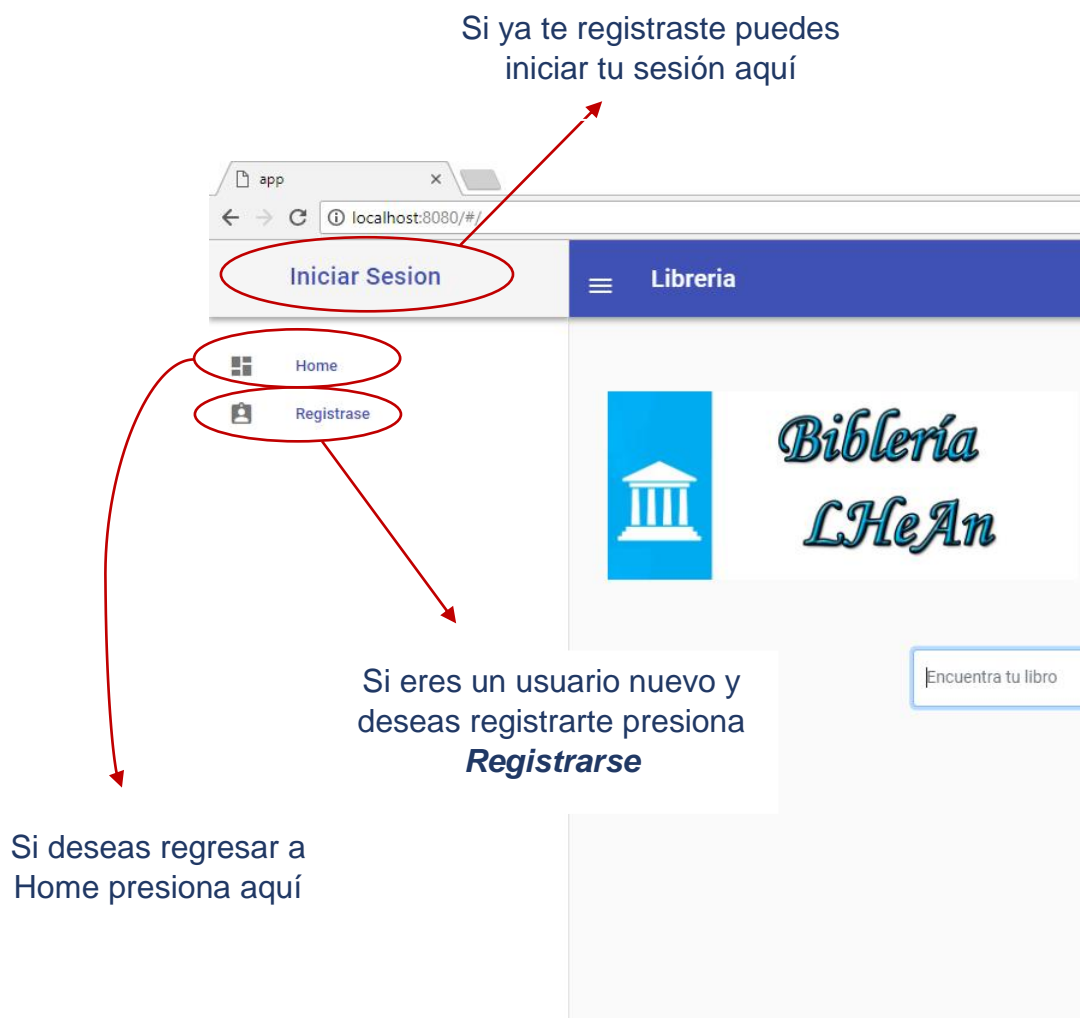 Si ya te registraste puedes
iniciar tu sesión aquí
app
localhost:8080/#/
Iniciar Sesion
Libreria
Home
Registrase
Biblería
LHeAn
Encuentra tu libro
Si eres un usuario nuevo y
deseas registrarte presiona
Registrarse
Si deseas regresar a
Home presiona aquí